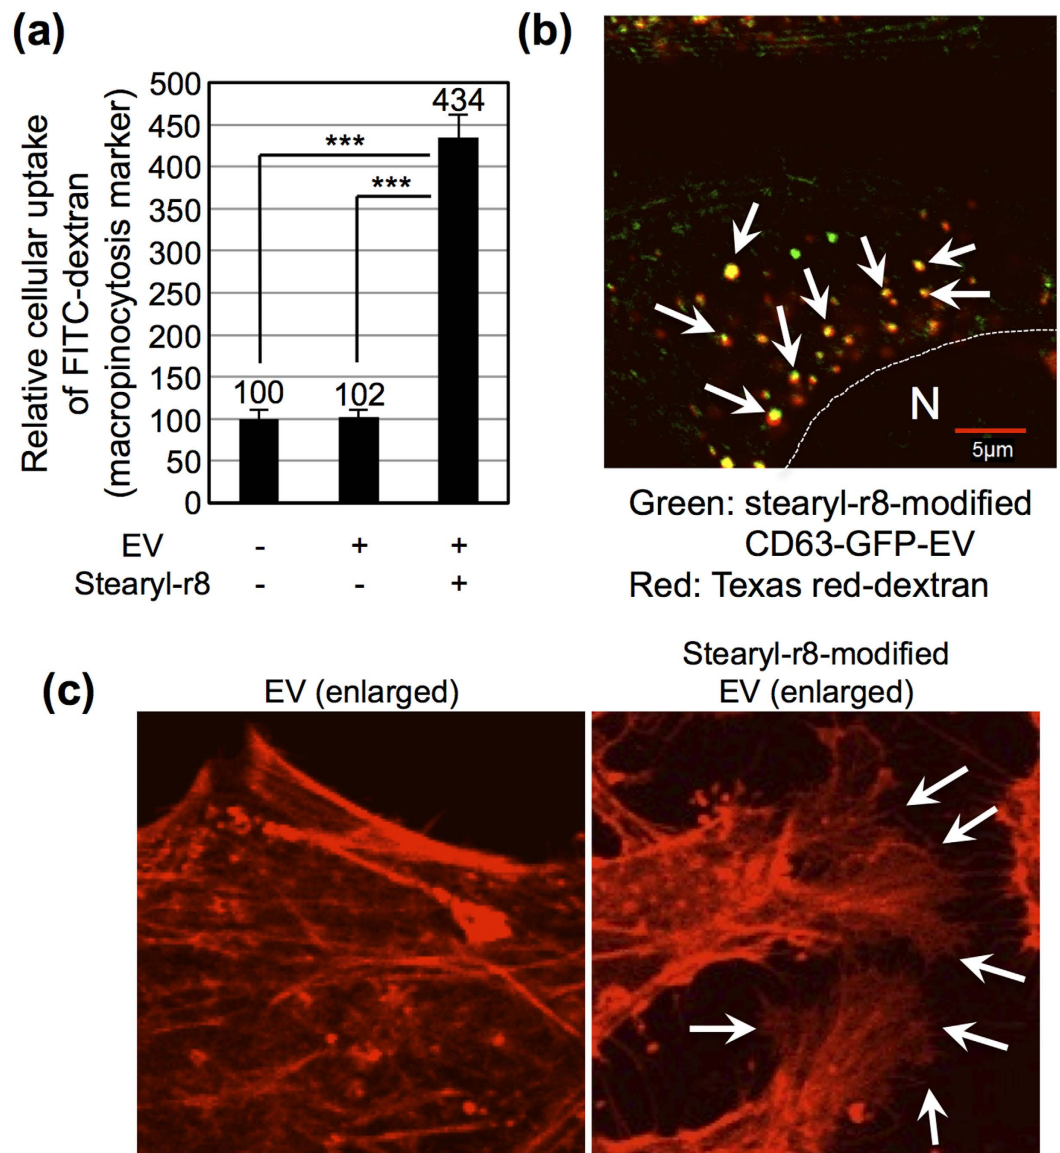 (a)
Relative cellular uptake
of FITC-dextran
(macropinocytosis marker)
500
450
400
350
300
250
200
150
100
50
0
434
***
***
100
102
EV - + +
Stearyl-r8 - - +
(b)
N
5µm
Green: stearyl-r8-modified
CD63-GFP-EV
Red: Texas red-dextran
(c)
EV (enlarged)
Stearyl-r8-modified
EV (enlarged)